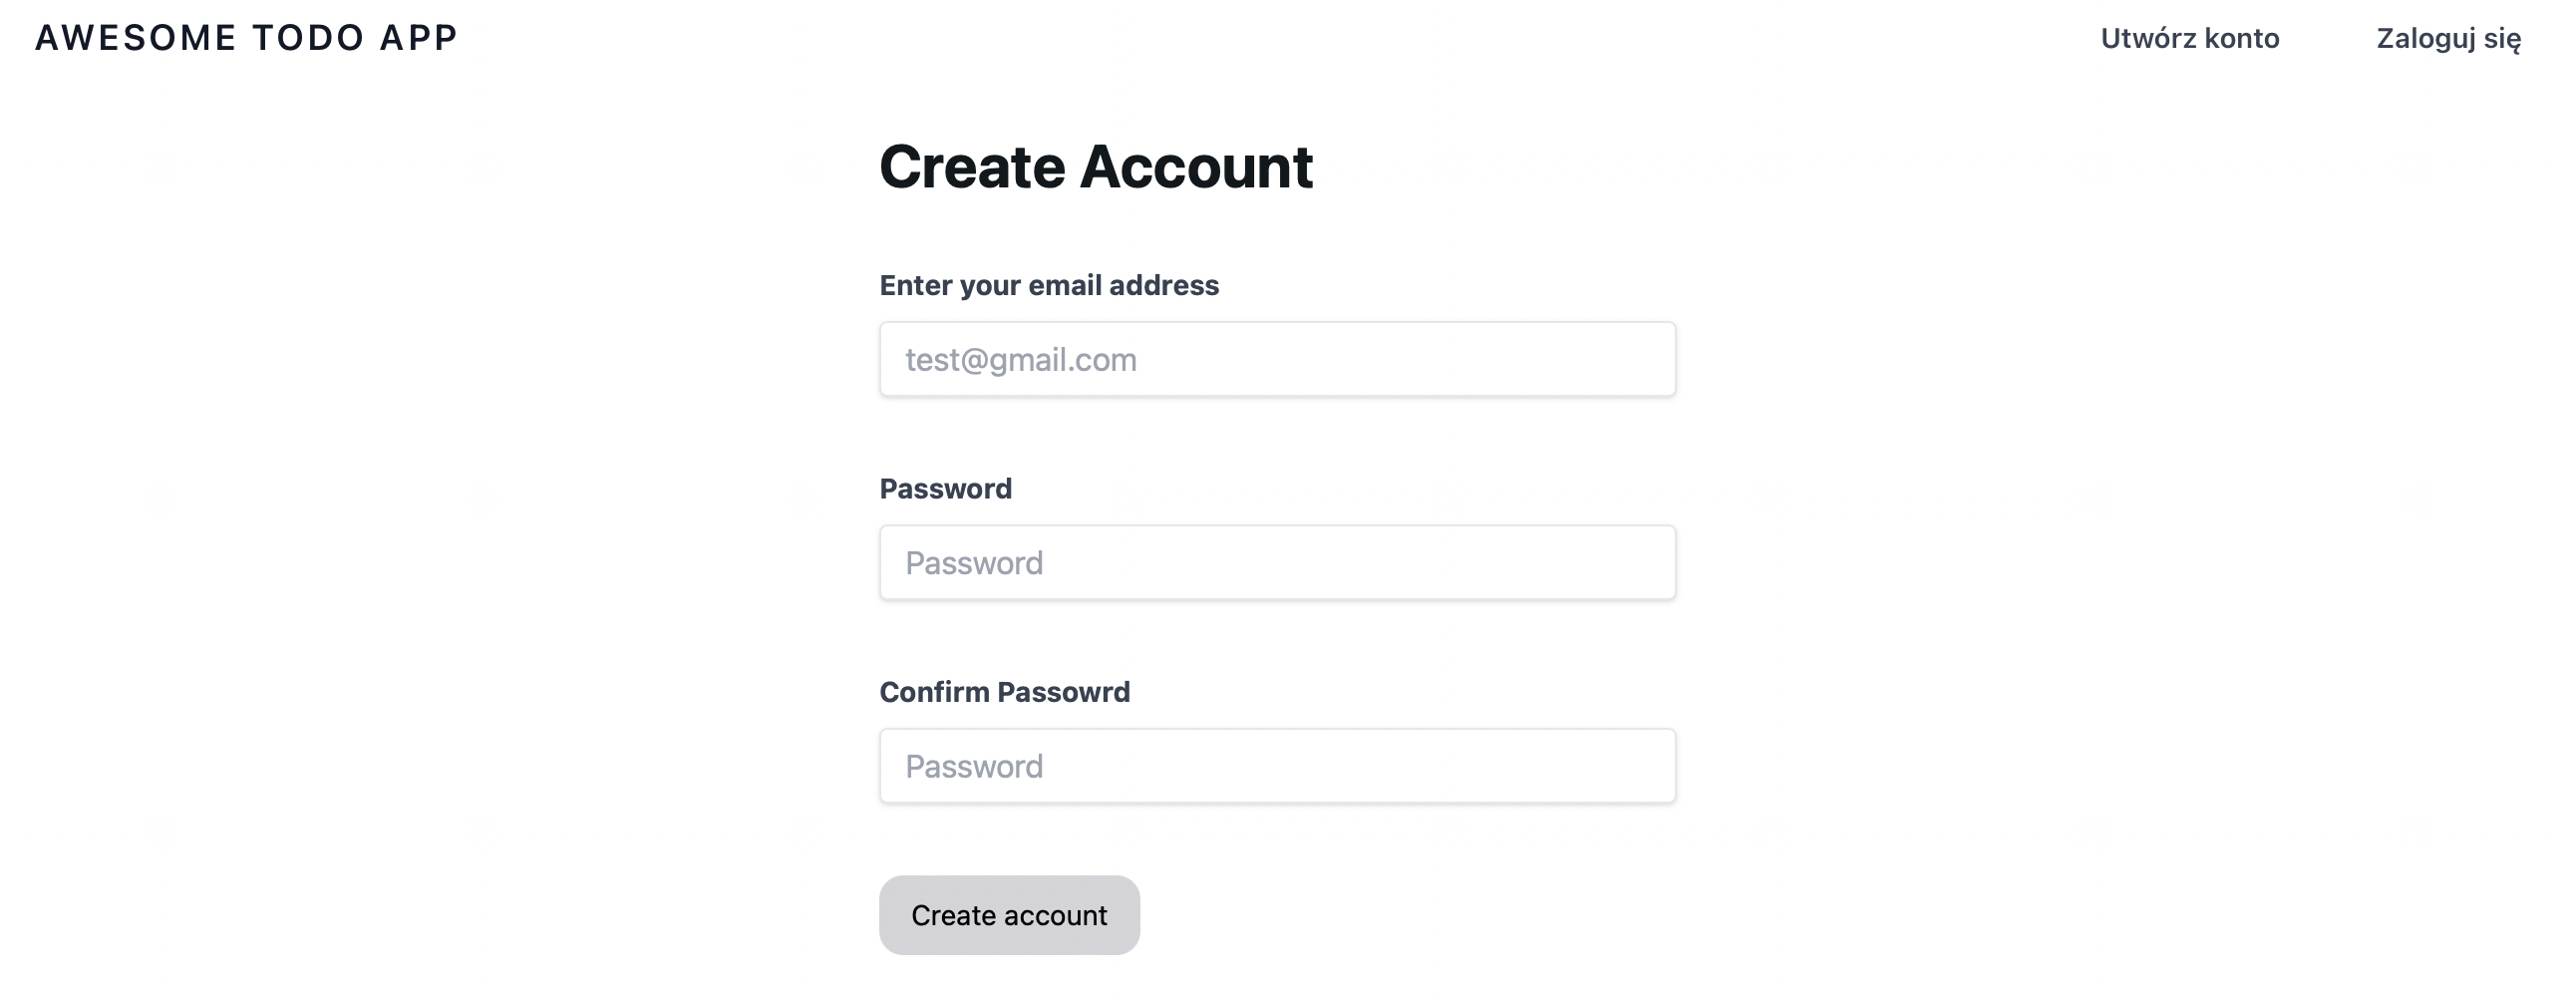 AWESOME TODO APP
Utwórz konto
Zaloguj się
Create Account
Enter your email address
test@gmail.com
Password
Password
Confirm Passowrd
Password
Create account